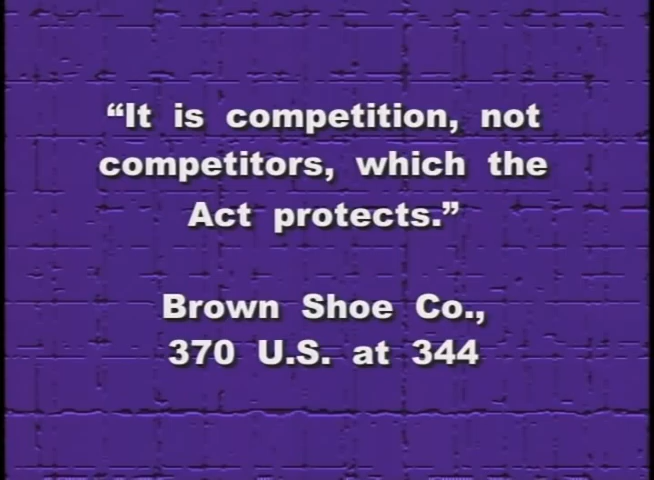 “It is competition, not
competitors, which the
Act protects.”
Brown Shoe Co.,
370 U.S. at 344